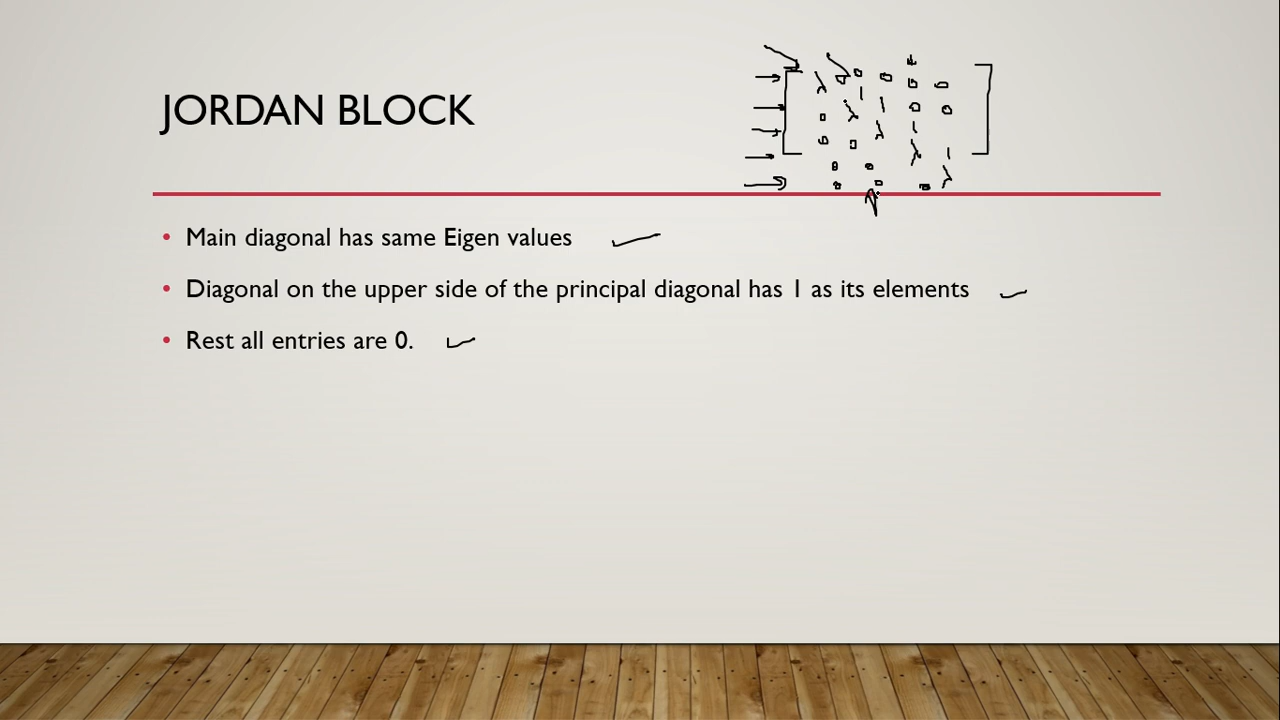 JORDAN BLOCK
• Main diagonal has same Eigen values
• Diagonal on the upper side of the principal diagonal has 1 as its elements
• Rest all entries are 0.